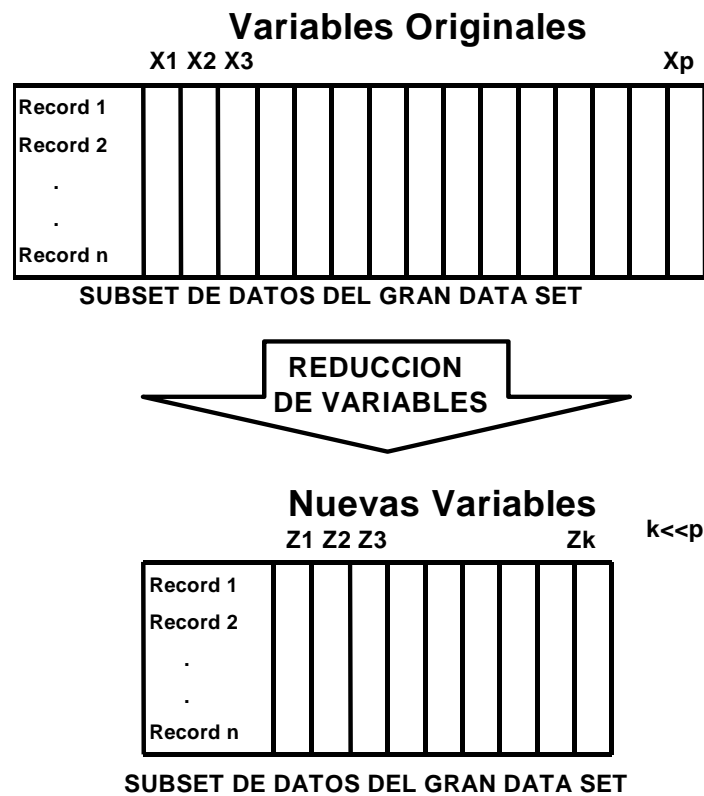 Variables Originales
X1 X2 X3 Xp
Record 1
Record 2
.
.
Record n
SUBSET DE DATOS DEL GRAN DATA SET
REDUCCION
DE VARIABLES
Nuevas Variables
k<<p
Z1 Z2 Z3 Zk
Record 1
Record 2
.
.
Record n
SUBSET DE DATOS DEL GRAN DATA SET